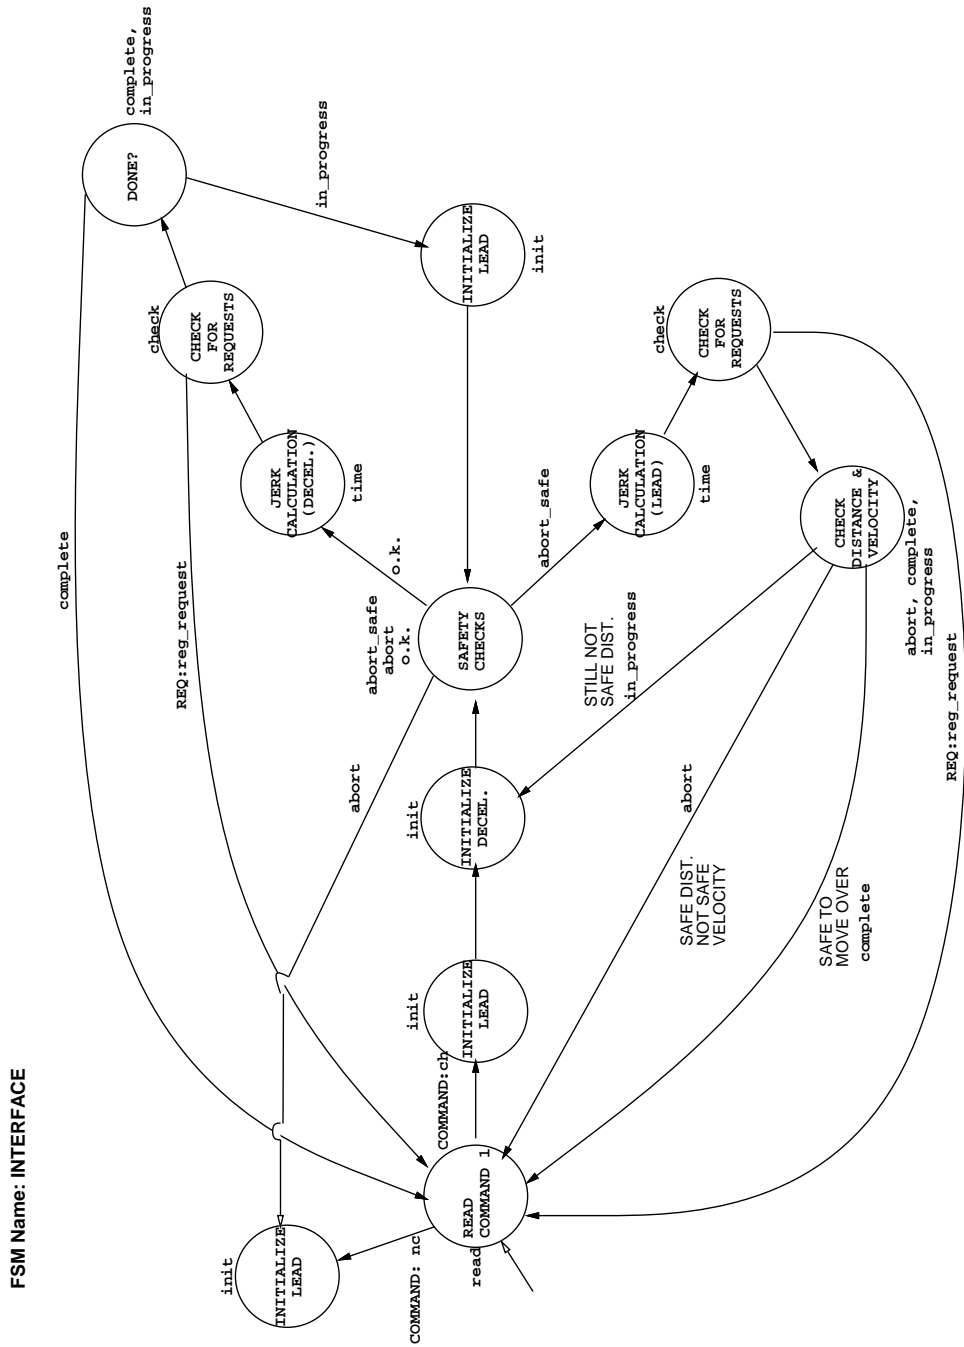 FSM Name: INTERFACE
complete
complete,
in_progress
DONE?
check
CHECK
FOR
REQUESTS
REQ:reg_request
init
INITIALIZE
LEAD
JERK
CALCULATION
(DECEL.)
time
in_progress
abort
abort_safe
abort
o.k.
o.k.
COMMAND: nc
COMMAND:ch
read
READ
COMMAND 1
init
INITIALIZE
LEAD
init
INITIALIZE
DECEL.
SAFETY
CHECKS
INITIALIZE
LEAD
init
abort_safe
JERK
CALCULATION
(LEAD)
time
check
CHECK
FOR
REQUESTS
STILL NOT
SAFE DIST.
in_progress
abort
SAFE DIST.
NOT SAFE
VELOCITY
SAFE TO
MOVE OVER
complete
CHECK
DISTANCE &
VELOCITY
abort, complete,
in_progress
REQ:reg_request